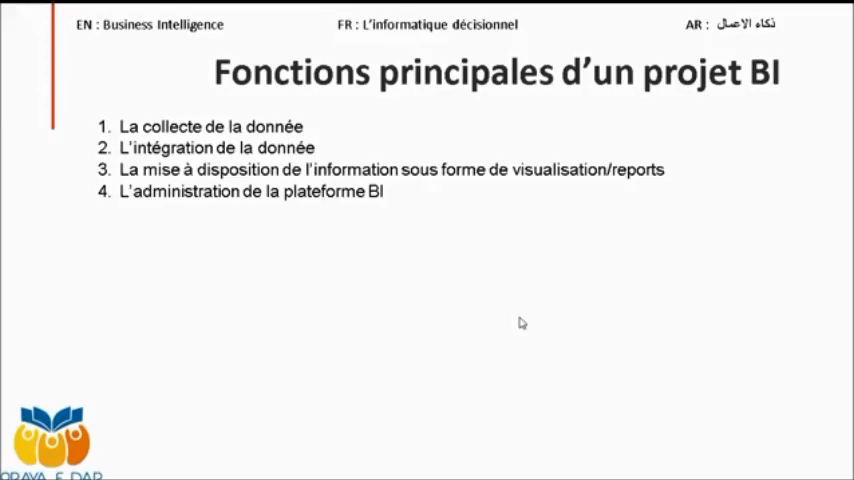 EN : Business Intelligence
FR : L'informatique décisionnel
AR : ذكاء الاعمال
Fonctions principales d'un projet BI
1. La collecte de la donnée
2. L'intégration de la donnée
3. La mise à disposition de l'information sous forme de visualisation/reports
4. L'administration de la plateforme BI